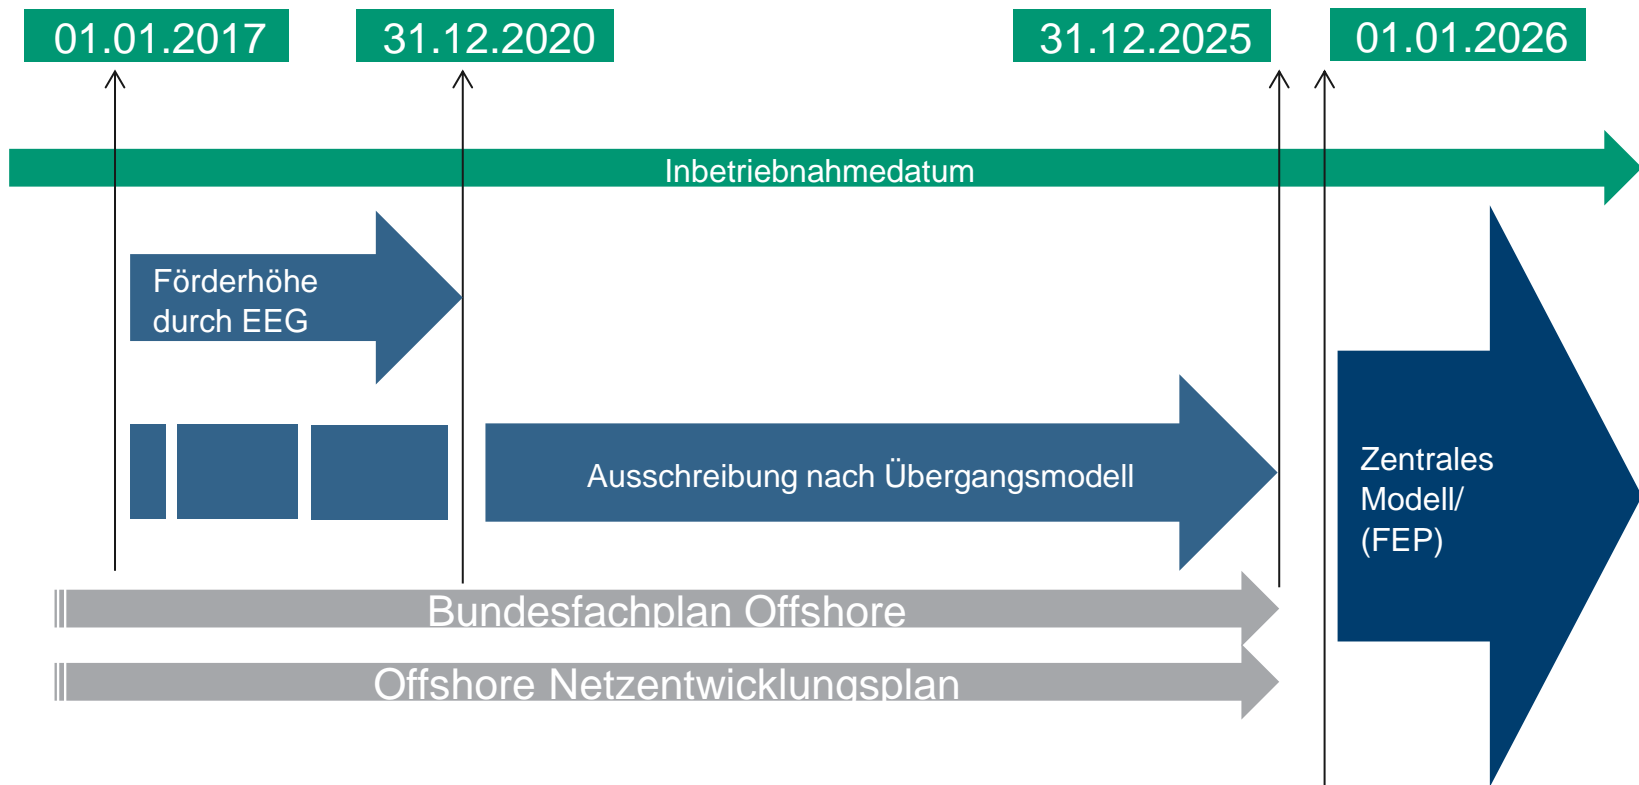 01.01.2017
31.12.2020
31.12.2025
01.01.2026
Inbetriebnahmedatum
Förderhöhe
durch EEG
Ausschreibung nach Übergangsmodell
Zentrales
Modell/
(FEP)
Bundesfachplan Offshore
Offshore Netzentwicklungsplan